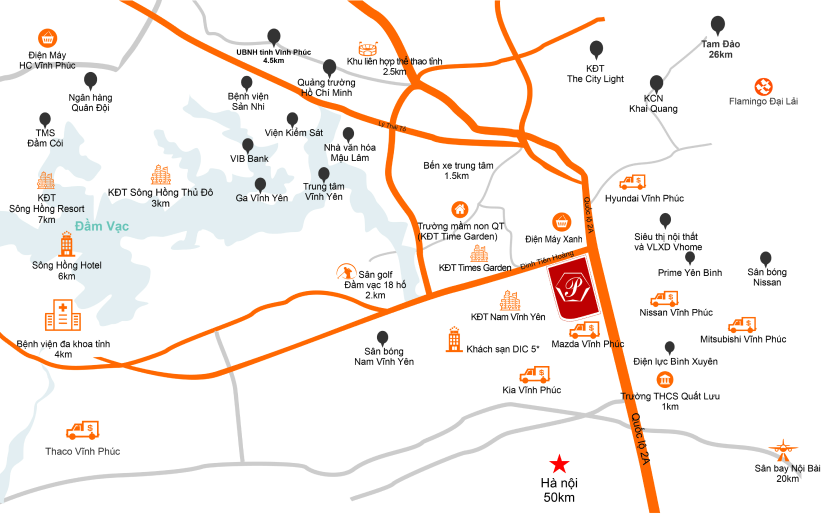 Điện Máy
HC Vĩnh Phúc
UBNH tỉnh Vĩnh Phúc
4.5km
Khu liên hợp thể thao tỉnh
2.5km
Tam Đảo
26km
KĐT
The City Light
Quảng trường
Hồ Chí Minh
Ngân hàng
Quân Đội
Bệnh viện
Sản Nhi
KCN
Khai Quang
Flamingo Đại Lải
TMS
Đầm Cói
Viện Kiểm Sát
Lý Thái Tổ
Nhà văn hóa
Mậu Lâm
VIB Bank
Bến xe trung tâm
1.5km
KĐT
Sông Hồng Resort
7km
KĐT Sông Hồng Thủ Đô
3km
Ga Vĩnh Yên
Trung tâm
Vĩnh Yên
Hyundai Vĩnh Phúc
Quốc lộ 2A
Đầm Vạc
Trường mầm non QT
(KĐT Time Garden)
Điện Máy Xanh
Siêu thị nội thất
và VLXD Vhome
Sông Hồng Hotel
6km
Sân golf
Đầm vạc 18 hố
2.km
KĐT Times Garden
Đinh Tiên Hoàng
Prime Yên Bình
Sân bóng
Nissan
P
KĐT Nam Vĩnh Yên
Nissan Vĩnh Phúc
Bệnh viện đa khoa tỉnh
4km
Sân bóng
Nam Vĩnh Yên
Khách sạn DIC 5*
Mazda Vĩnh Phúc
Mitsubishi Vĩnh Phúc
Điện lực Bình Xuyên
Kia Vĩnh Phúc
Trường THCS Quất Lưu
1km
Quốc lộ 2A
Thaco Vĩnh Phúc
Hà nội
50km
Sân bay Nội Bài
20km